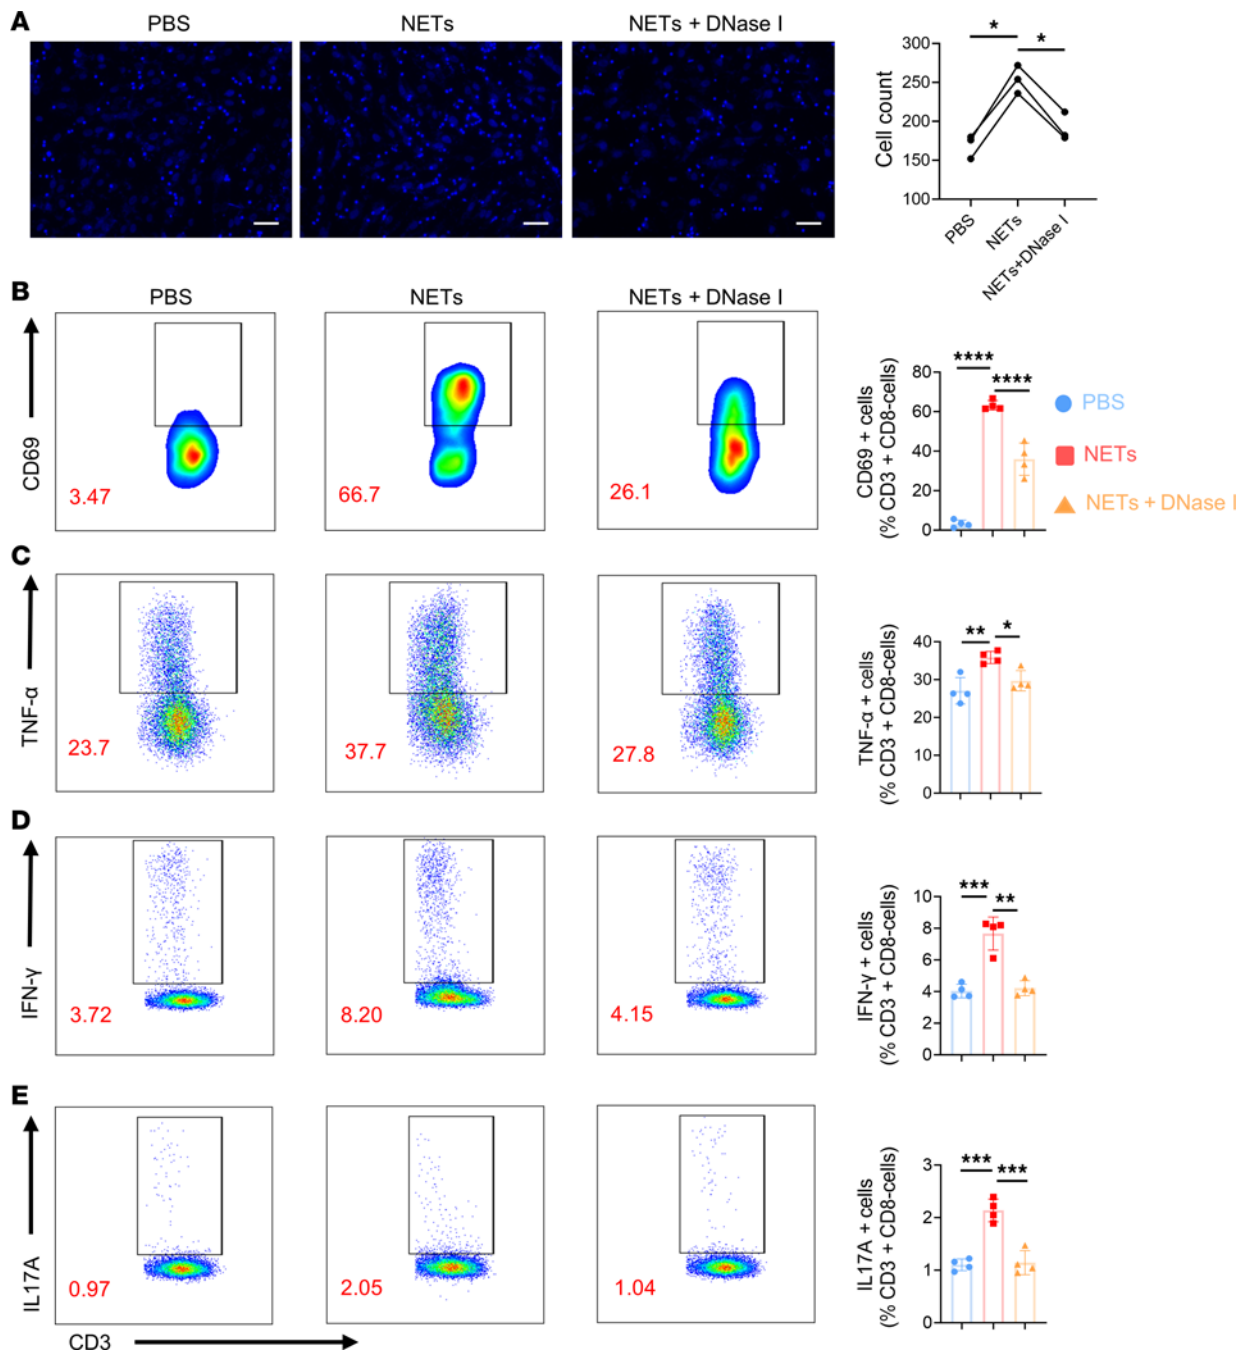 A
PBS
NETs
NETs + DNase I
*
*
300
250
200
150
100
Cell count
PBS
NETs
NETs+DNase I
B
PBS
NETs
NETs + DNase I
CD69
3.47
66.7
26.1
****
****
80
60
40
20
0
CD69 + cells
(% CD3 + CD8-cells)
PBS
NETs
NETs + DNase I
C
TNF-α
23.7
37.7
27.8
**
*
40
30
20
10
0
TNF-α + cells
(% CD3 + CD8-cells)
D
IFN-γ
3.72
8.20
4.15
***
**
10
8
6
4
2
0
IFN-γ + cells
(% CD3 + CD8-cells)
E
IL17A
0.97
2.05
1.04
***
***
3
2
1
0
IL17A + cells
(% CD3 + CD8-cells)
CD3